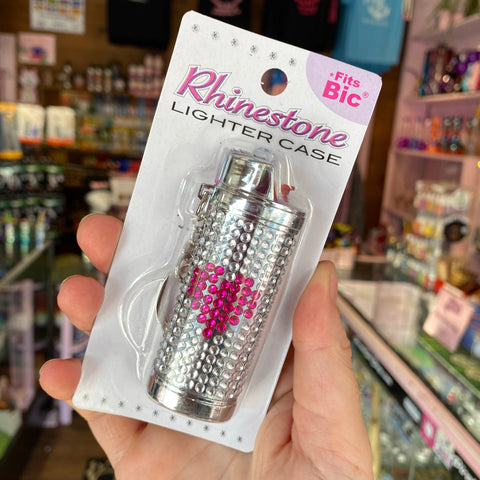 Rhinestone
LIGHTER CASE
•Fits
Bic®